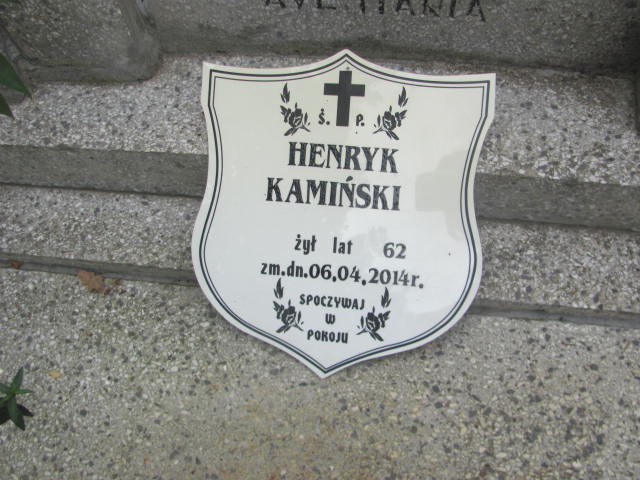 AVE MARIA
Ś. P.
HENRYK
KAMIŃSKI
żył lat 62
zm.dn.06.04.2014r.
SPOCZYWAJ
W
POKOJU